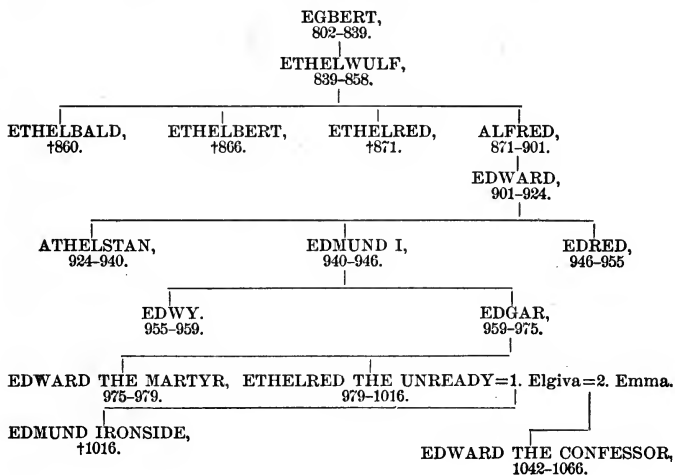 EGBERT,
802–839.
ETHELWULF,
839–858.
ETHELBALD, ETHELBERT, ETHELRED, ALFRED,
†860. †866. †871. 871–901.
EDWARD,
901–924.
ATHELSTAN, EDMUND I, EDRED,
924–940. 940–946. 946–955
EDWY. EDGAR,
955–959. 959–975.
EDWARD THE MARTYR, ETHELRED THE UNREADY=1. Elgiva=2. Emma.
975–979. 979–1016.
EDMUND IRONSIDE,
†1016.
EDWARD THE CONFESSOR,
1042–1066.